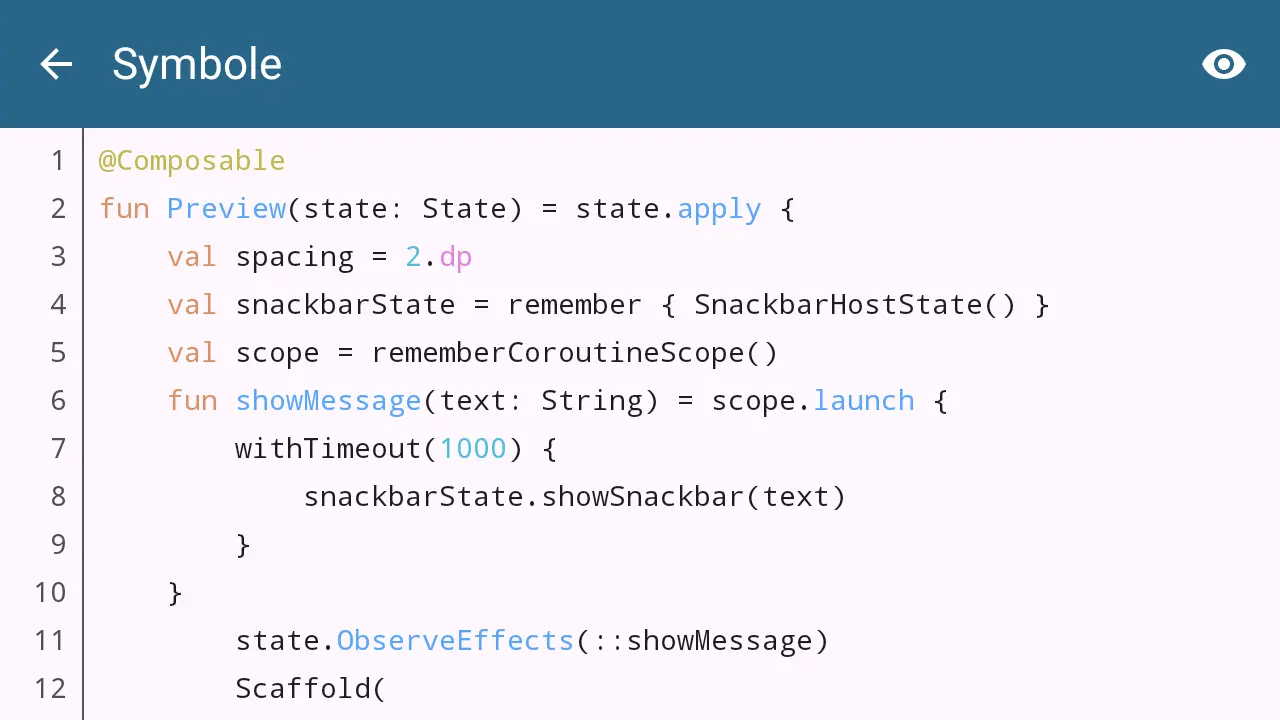 Symbole
1 @Composable
2 fun Preview(state: State) = state.apply {
3     val spacing = 2.dp
4     val snackbarState = remember { SnackbarHostState() }
5     val scope = rememberCoroutineScope()
6     fun showMessage(text: String) = scope.launch {
7         withTimeout(1000) {
8             snackbarState.showSnackbar(text)
9         }
10     }
11         state.ObserveEffects(::showMessage)
12         Scaffold(